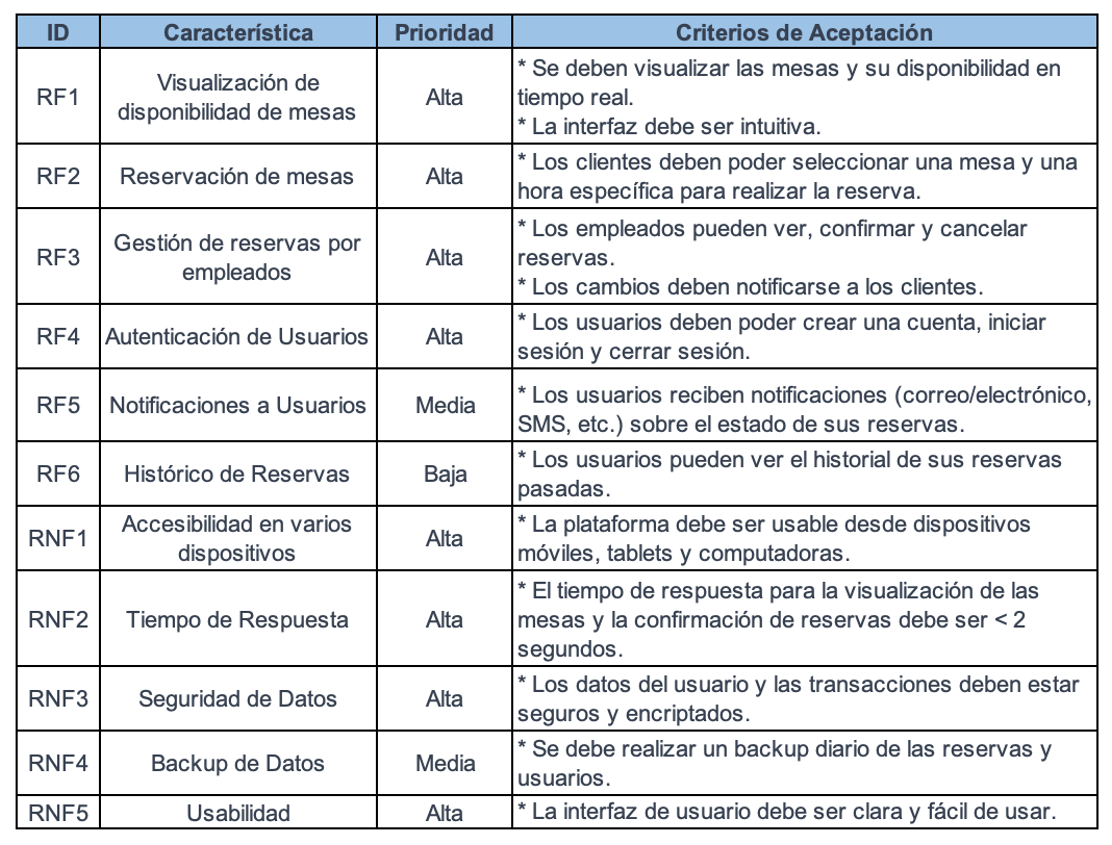 ID Característica Prioridad Criterios de Aceptación
RF1
Visualización de
disponibilidad de mesas
Alta
* Se deben visualizar las mesas y su disponibilidad en
tiempo real.
* La interfaz debe ser intuitiva.
RF2
Reservación de mesas
Alta
* Los clientes deben poder seleccionar una mesa y una
hora específica para realizar la reserva.
RF3
Gestión de reservas por
empleados
Alta
* Los empleados pueden ver, confirmar y cancelar
reservas.
* Los cambios deben notificarse a los clientes.
RF4
Autenticación de Usuarios
Alta
* Los usuarios deben poder crear una cuenta, iniciar
sesión y cerrar sesión.
RF5
Notificaciones a Usuarios
Media
* Los usuarios reciben notificaciones (correo/electrónico,
SMS, etc.) sobre el estado de sus reservas.
RF6
Histórico de Reservas
Baja
* Los usuarios pueden ver el historial de sus reservas
pasadas.
RNF1
Accesibilidad en varios
dispositivos
Alta
* La plataforma debe ser usable desde dispositivos
móviles, tablets y computadoras.
RNF2
Tiempo de Respuesta
Alta
* El tiempo de respuesta para la visualización de las
mesas y la confirmación de reservas debe ser < 2
segundos.
RNF3
Seguridad de Datos
Alta
* Los datos del usuario y las transacciones deben estar
seguros y encriptados.
RNF4
Backup de Datos
Media
* Se debe realizar un backup diario de las reservas y
usuarios.
RNF5
Usabilidad
Alta
* La interfaz de usuario debe ser clara y fácil de usar.